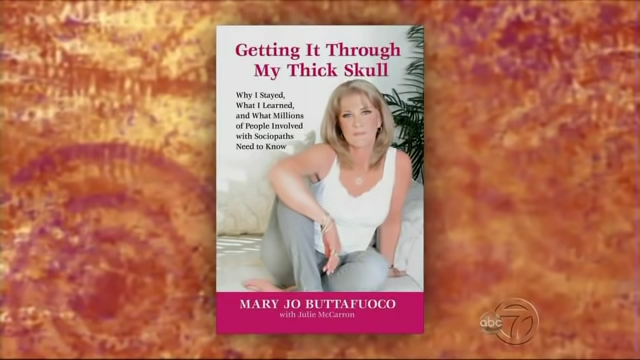 Getting It Through
My Thick Skull
Why I Stayed,
What I Learned,
and What Millions
of People Involved
with Sociopaths
Need to Know
MARY JO BUTTAFUOCO
with Julie McCarron
abc 7